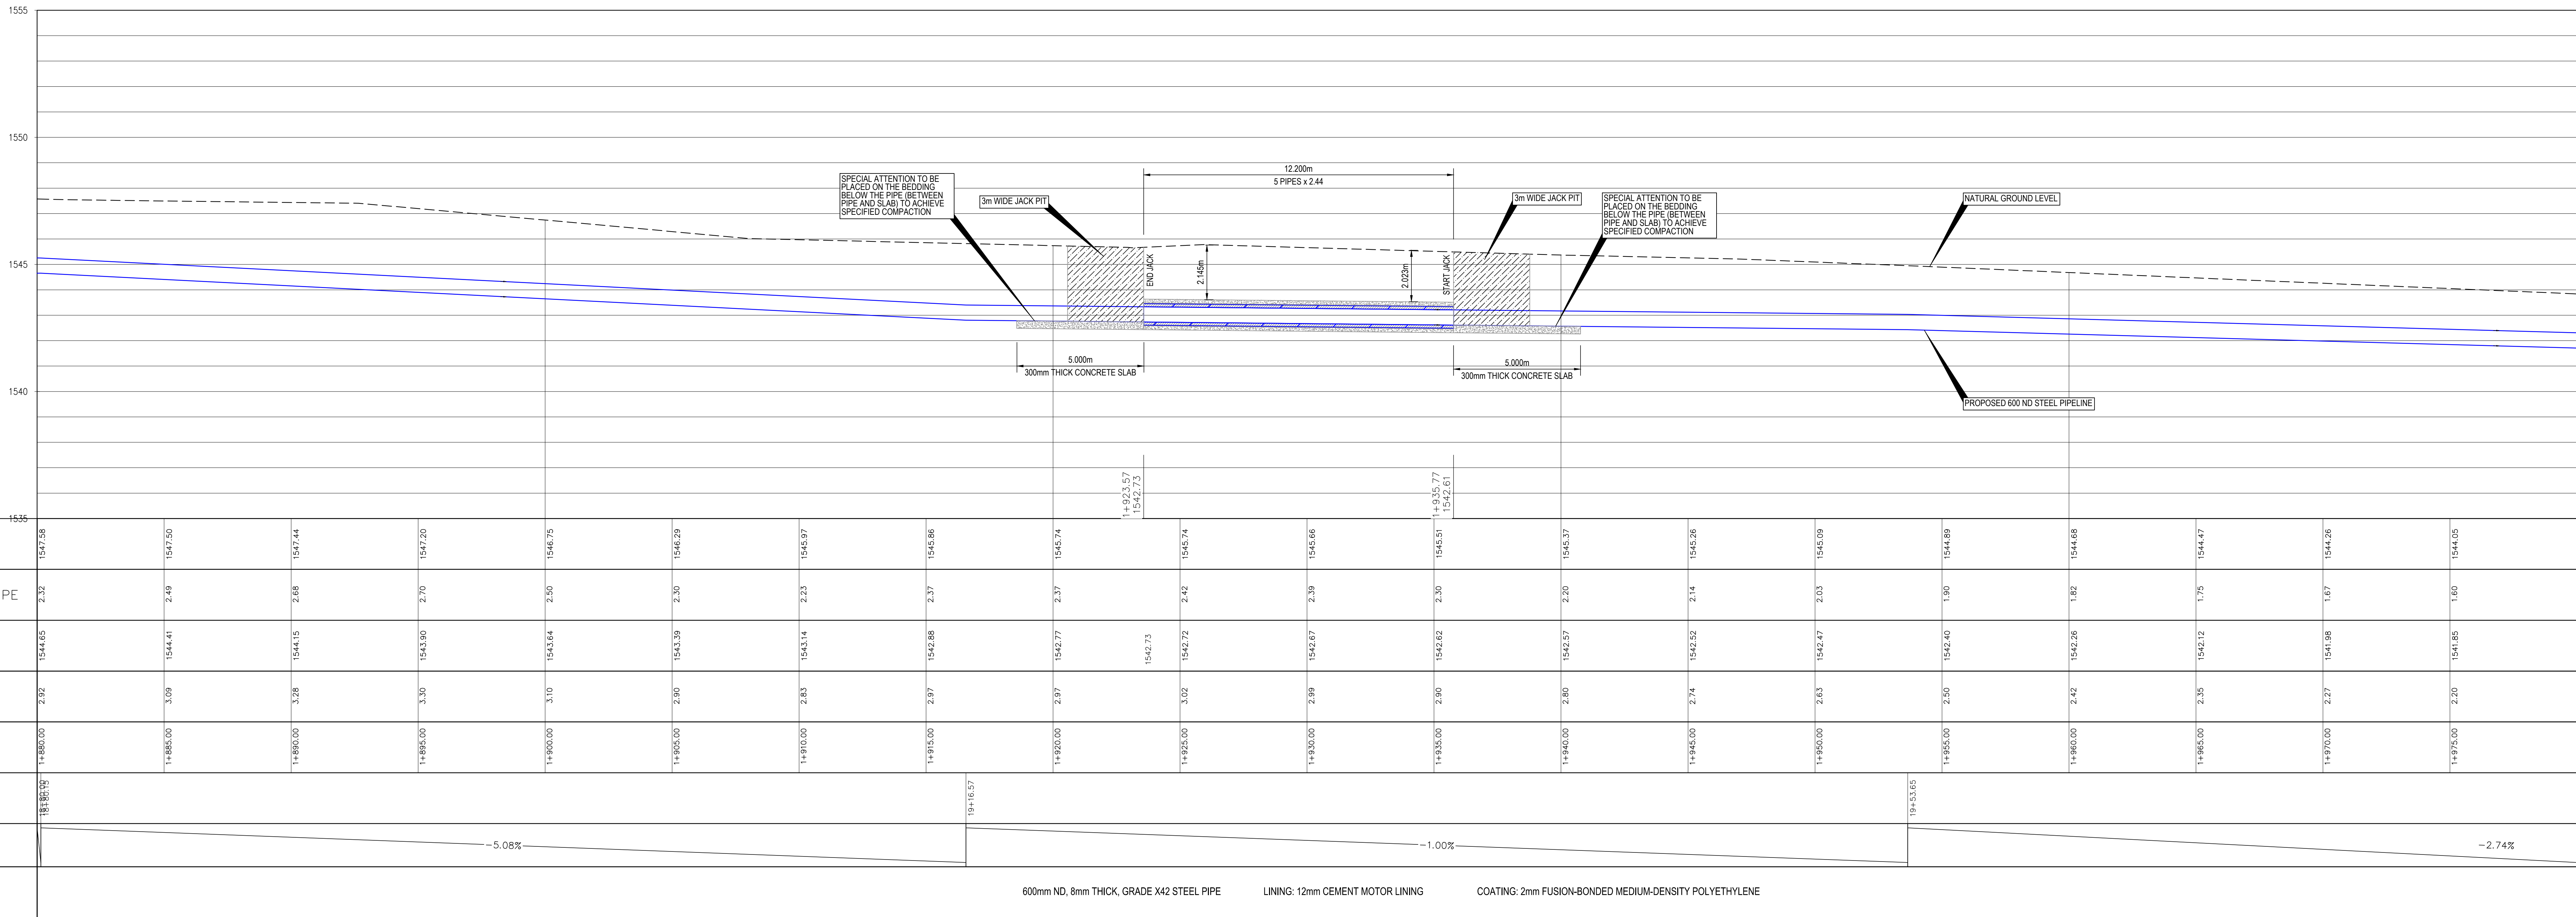 1555
1550
1545
1540
1535
12.200m
5 PIPES x 2.44
SPECIAL ATTENTION TO BE
PLACED ON THE BEDDING
BELOW THE PIPE (BETWEEN
PIPE AND SLAB) TO ACHIEVE
SPECIFIED COMPACTION
3m WIDE JACK PIT
3m WIDE JACK PIT
SPECIAL ATTENTION TO BE
PLACED ON THE BEDDING
BELOW THE PIPE (BETWEEN
PIPE AND SLAB) TO ACHIEVE
SPECIFIED COMPACTION
NATURAL GROUND LEVEL
END JACK
2.145m
2.023m
START JACK
5.000m
300mm THICK CONCRETE SLAB
5.000m
300mm THICK CONCRETE SLAB
PROPOSED 600 ND STEEL PIPELINE
1+923.57
1542.73
1+935.77
1542.61
1547.58 1547.50 1547.44 1547.20 1546.75 1546.29 1545.97 1545.86 1545.74 1545.74 1545.66 1545.51 1545.37 1545.26 1545.09 1544.89 1544.68 1544.47 1544.26 1544.05
PE 2.32 2.49 2.68 2.70 2.50 2.30 2.23 2.37 2.37 2.42 2.39 2.30 2.20 2.14 2.03 1.90 1.82 1.75 1.67 1.60
1544.65 1544.41 1544.15 1543.90 1543.64 1543.39 1543.14 1542.88 1542.77 1542.73 1542.72 1542.67 1542.62 1542.57 1542.52 1542.47 1542.40 1542.26 1542.12 1541.98 1541.85
2.92 3.09 3.28 3.30 3.10 2.90 2.83 2.97 2.97 3.02 2.99 2.90 2.80 2.74 2.63 2.50 2.42 2.35 2.27 2.20
1+880.00 1+885.00 1+890.00 1+895.00 1+900.00 1+905.00 1+910.00 1+915.00 1+920.00 1+925.00 1+930.00 1+935.00 1+940.00 1+945.00 1+950.00 1+955.00 1+960.00 1+965.00 1+970.00 1+975.00
19+16.57 19+53.65
-5.08% -1.00% -2.74%
600mm ND, 8mm THICK, GRADE X42 STEEL PIPE LINING: 12mm CEMENT MOTOR LINING COATING: 2mm FUSION-BONDED MEDIUM-DENSITY POLYETHYLENE